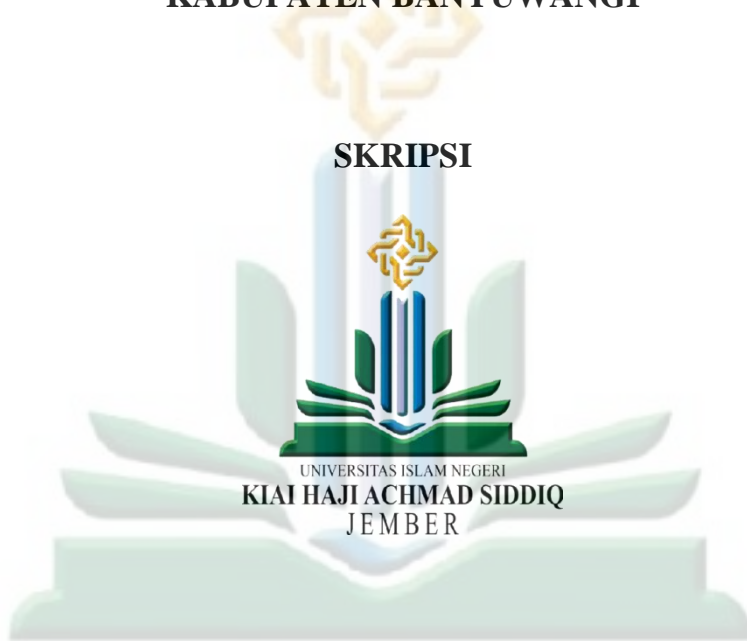 KABUPATEN BANYUWANGI
SKRIPSI
UNIVERSITAS ISLAM NEGERI
KIAI HAJI ACHMAD SIDDIQ
JEMBER